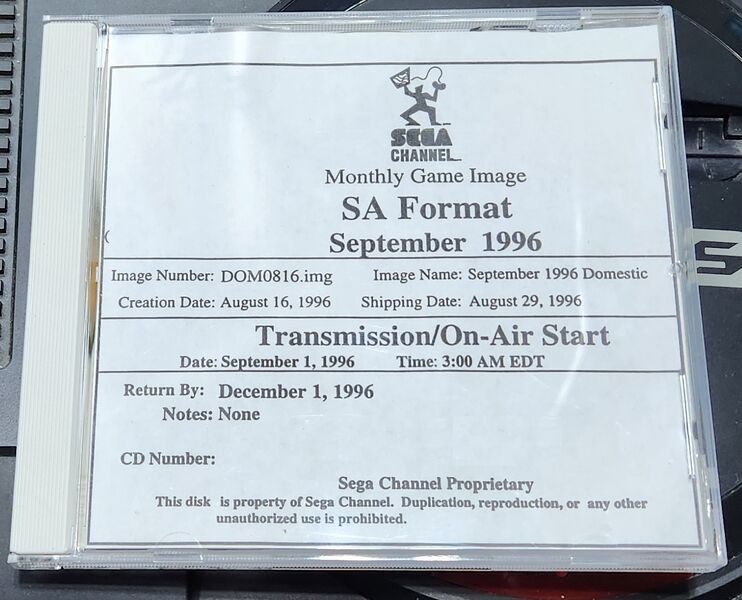 SEGA
CHANNEL
Monthly Game Image
SA Format
September 1996
Image Number: DOM0816.img Image Name: September 1996 Domestic
Creation Date: August 16, 1996 Shipping Date: August 29, 1996
Transmission/On-Air Start
Date: September 1, 1996 Time: 3:00 AM EDT
Return By: December 1, 1996
Notes: None
CD Number:
Sega Channel Proprietary
This disk is property of Sega Channel. Duplication, reproduction, or any other
unauthorized use is prohibited.